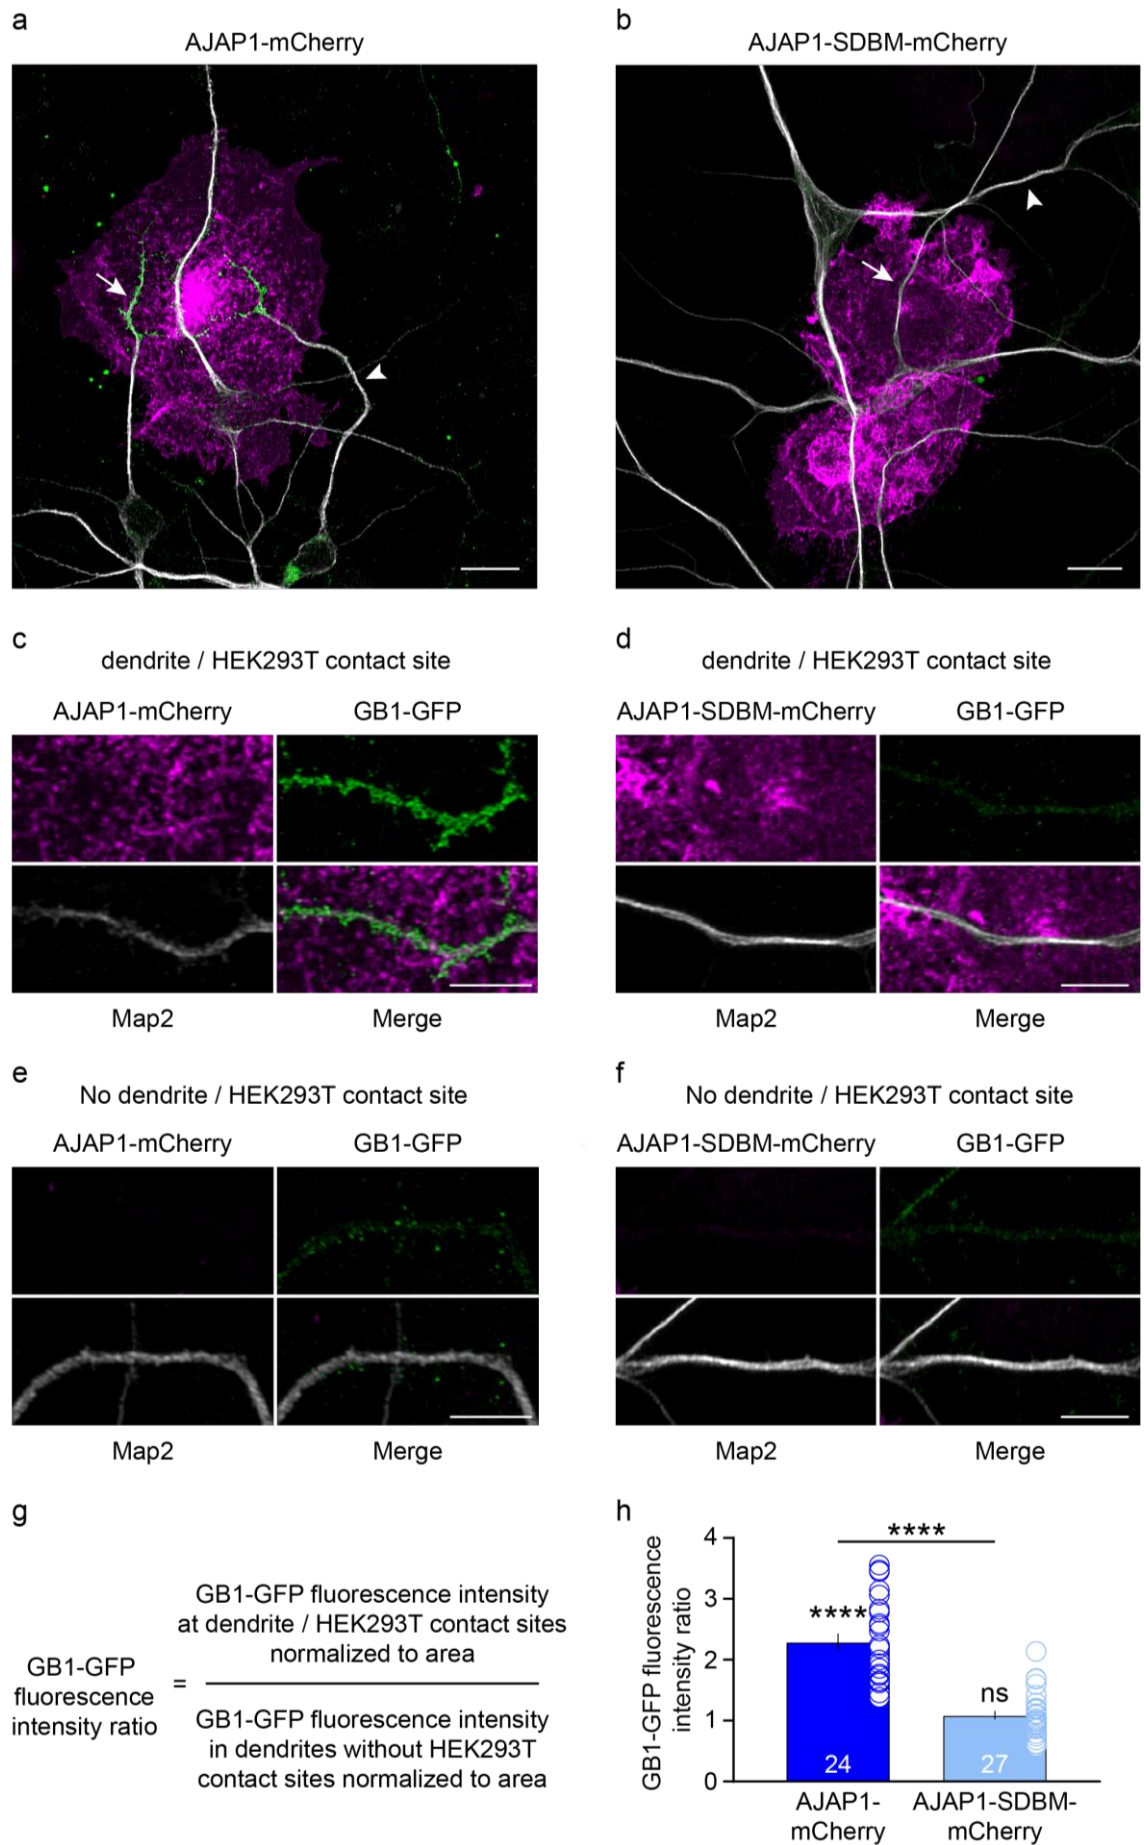 a
AJAP1-mCherry
b
AJAP1-SDBM-mCherry
c
dendrite / HEK293T contact site
AJAP1-mCherry
GB1-GFP
Map2
Merge
d
dendrite / HEK293T contact site
AJAP1-SDBM-mCherry
GB1-GFP
Map2
Merge
e
No dendrite / HEK293T contact site
AJAP1-mCherry
GB1-GFP
Map2
Merge
f
No dendrite / HEK293T contact site
AJAP1-SDBM-mCherry
GB1-GFP
Map2
Merge
g
GB1-GFP
fluorescence
intensity ratio
=
GB1-GFP fluorescence intensity
at dendrite / HEK293T contact sites
normalized to area
GB1-GFP fluorescence intensity
in dendrites without HEK293T
contact sites normalized to area
h
GB1-GFP fluorescence
intensity ratio
4
3
2
1
0
****
****
ns
24
27
AJAP1-
mCherry
AJAP1-SDBM-
mCherry